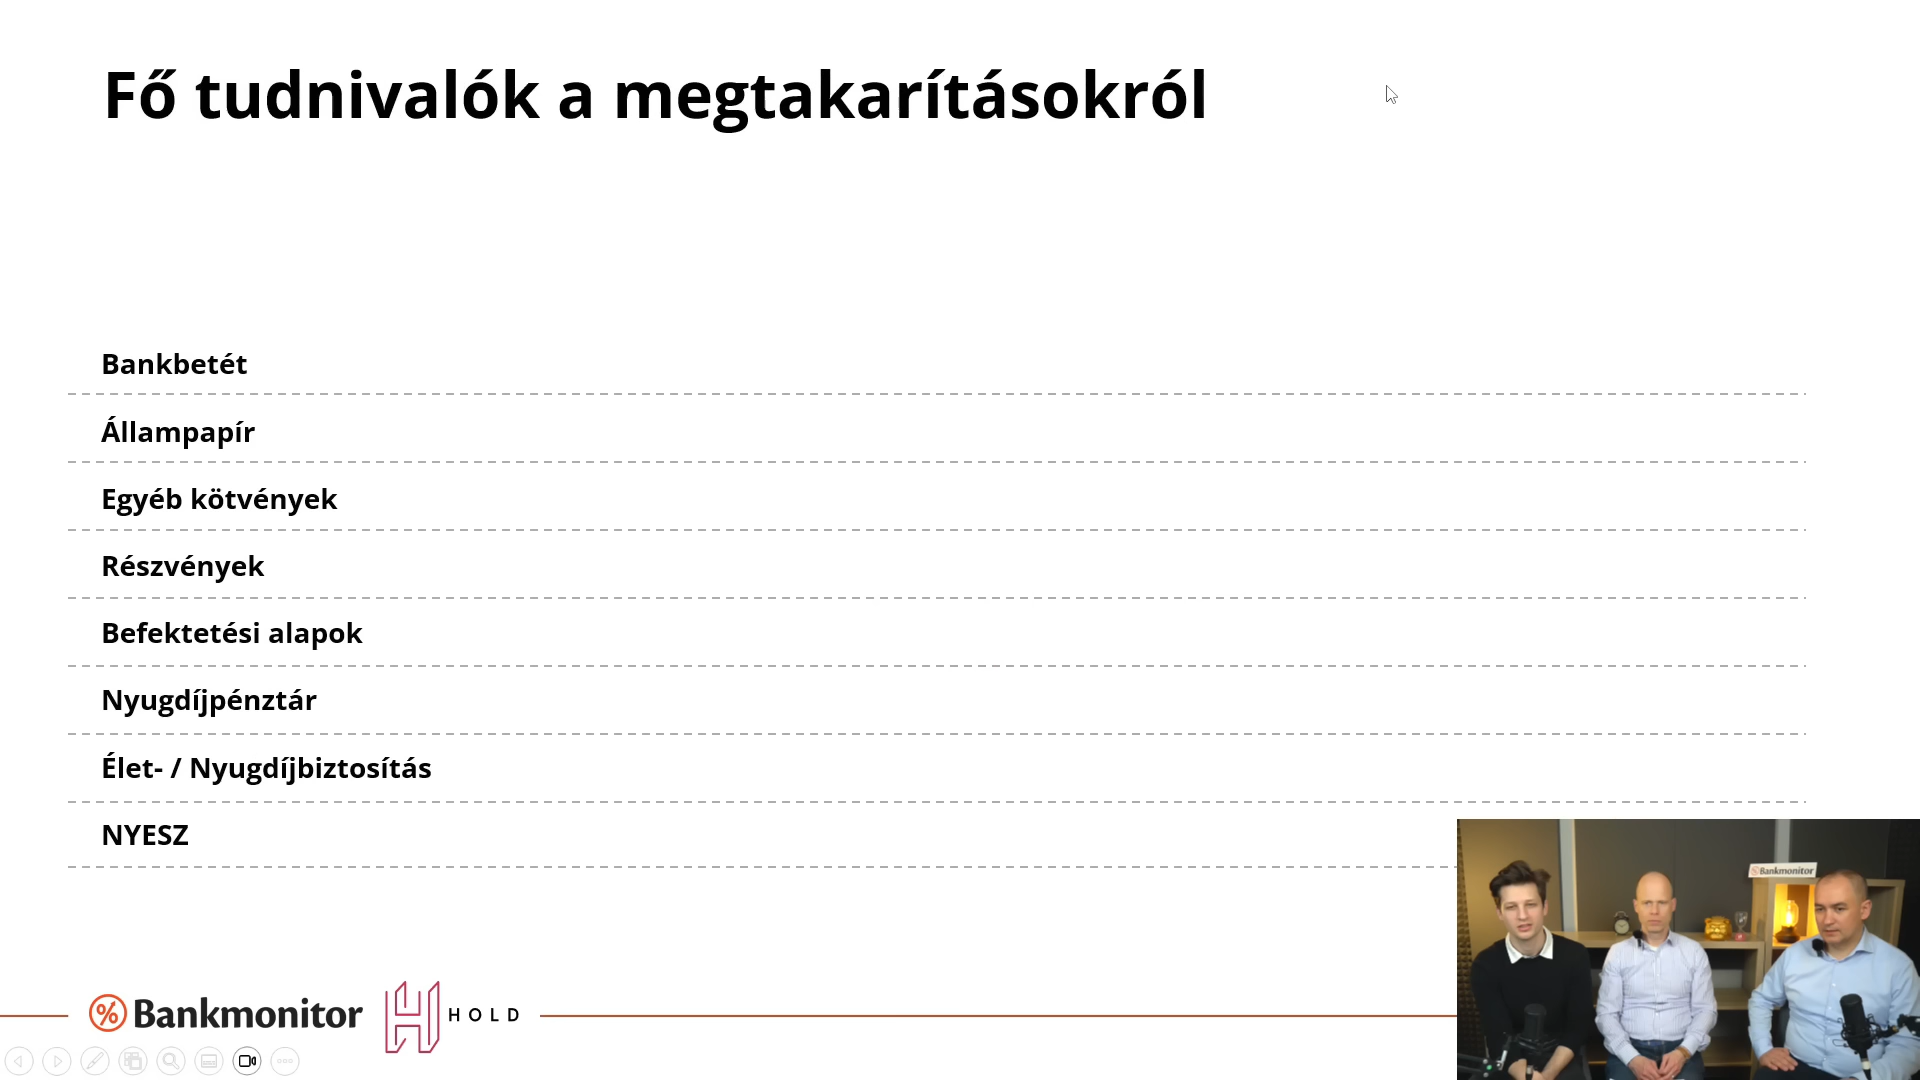 Fő tudnivalók a megtakarításokról
Bankbetét
Állampapír
Egyéb kötvények
Részvények
Befektetési alapok
Nyugdíjpénztár
Élet- / Nyugdíjbiztosítás
NYESZ
Bankmonitor
Bankmonitor
HOLD